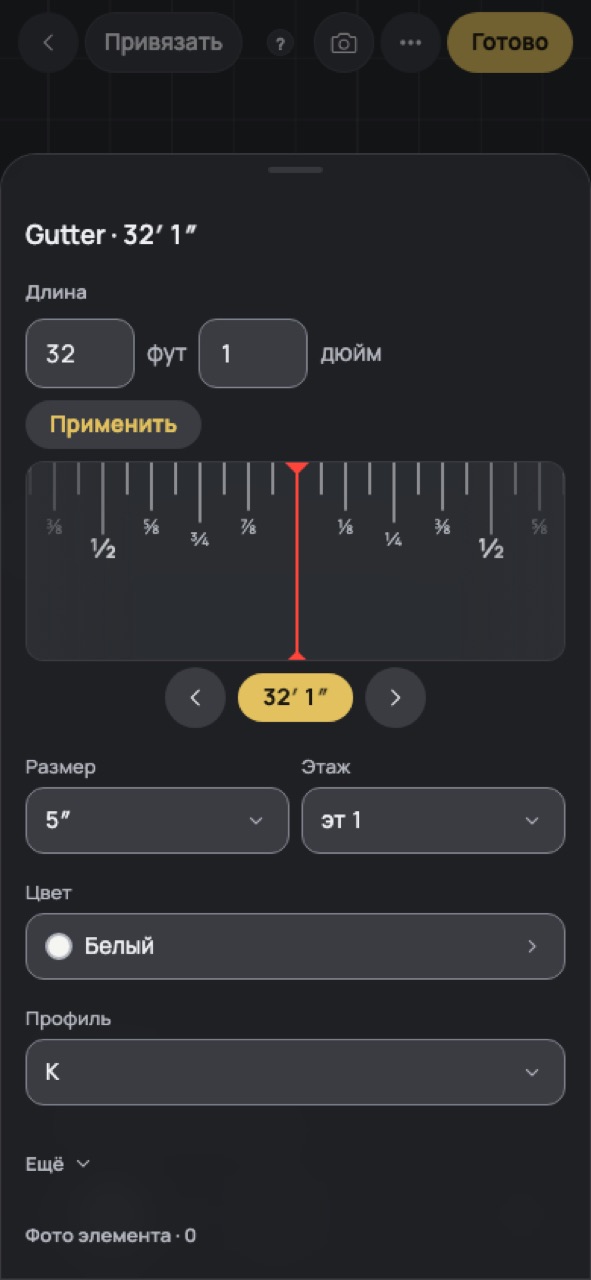 Привязать ? Готово
Gutter · 32′ 1″
Длина
32 фут 1 дюйм
Применить
⅜ ½ ⅝ ¾ ⅞ ⅛ ¼ ⅜ ½ ⅝
32′ 1″
Размер Этаж
5″ эт 1
Цвет
Белый
Профиль
K
Ещё
Фото элемента · 0